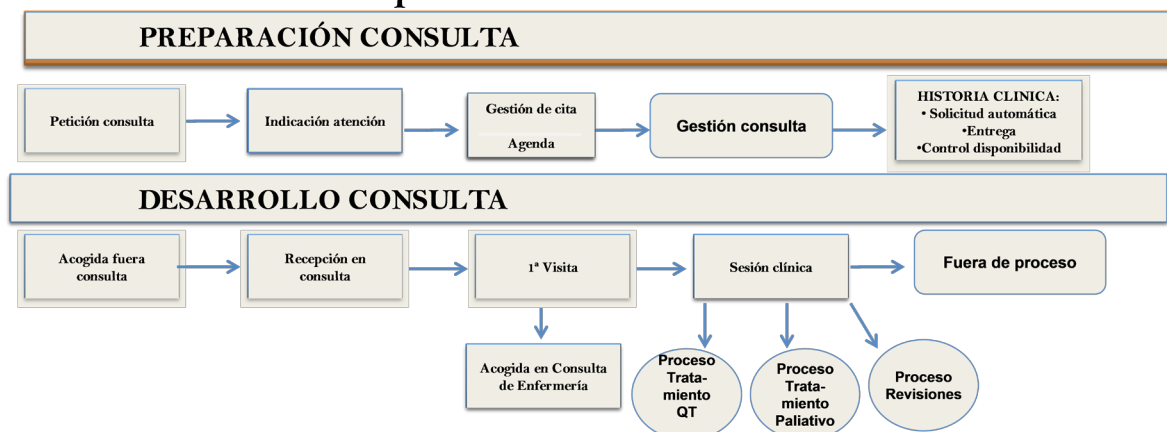 PREPARACIÓN CONSULTA
Petición consulta
Indicación atención
Gestión de cita
Agenda
Gestión consulta
HISTORIA CLINICA:
• Solicitud automática
•Entrega
•Control disponibilidad
DESARROLLO CONSULTA
Acogida fuera
consulta
Recepción en
consulta
1ª Visita
Sesión clínica
Fuera de proceso
Acogida en Consulta
de Enfermería
Proceso
Trata-
miento
QT
Proceso
Trata-
miento
Paliativo
Proceso
Revisiones